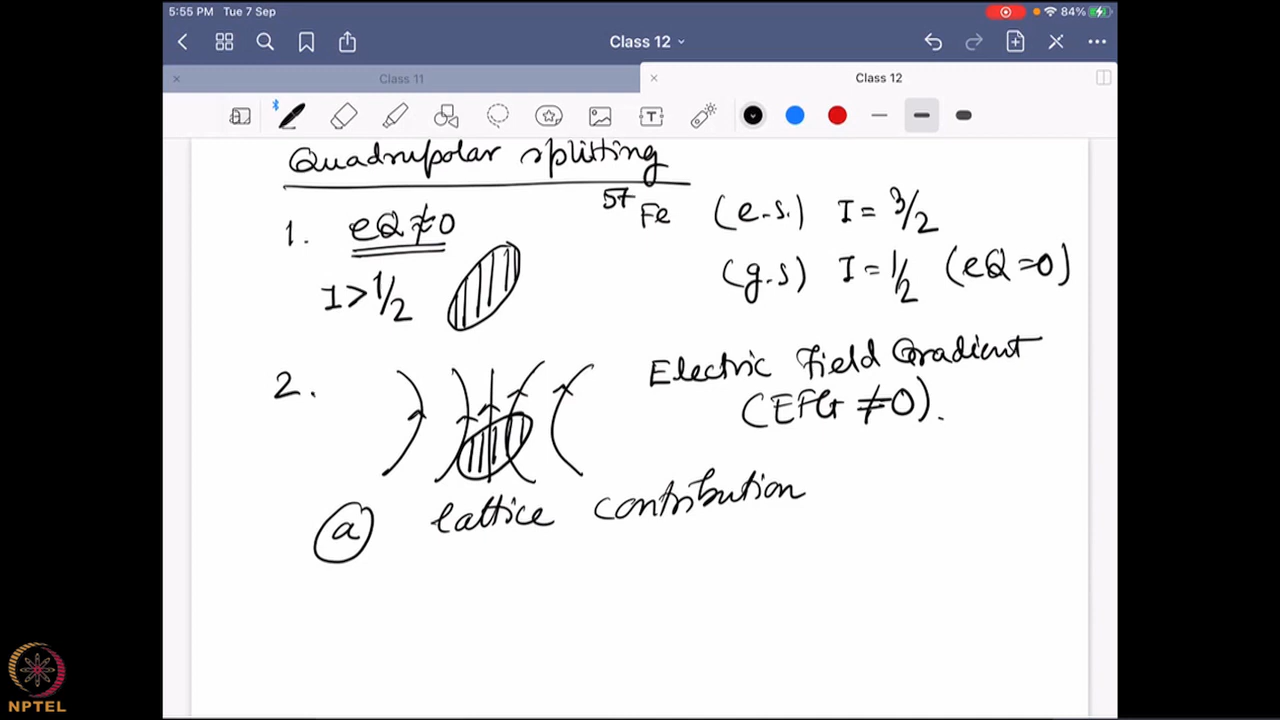 5:55 PM Tue 7 Sep
84%
Class 12
Class 11
Class 12
Quadrupolar splitting
1. eQ ≠ 0
I > 1/2
57Fe (e.s.) I = 3/2
(g.s) I = 1/2 (eQ = 0)
2. Electric Field Gradient
(EFG ≠ 0).
a lattice contribution
NPTEL